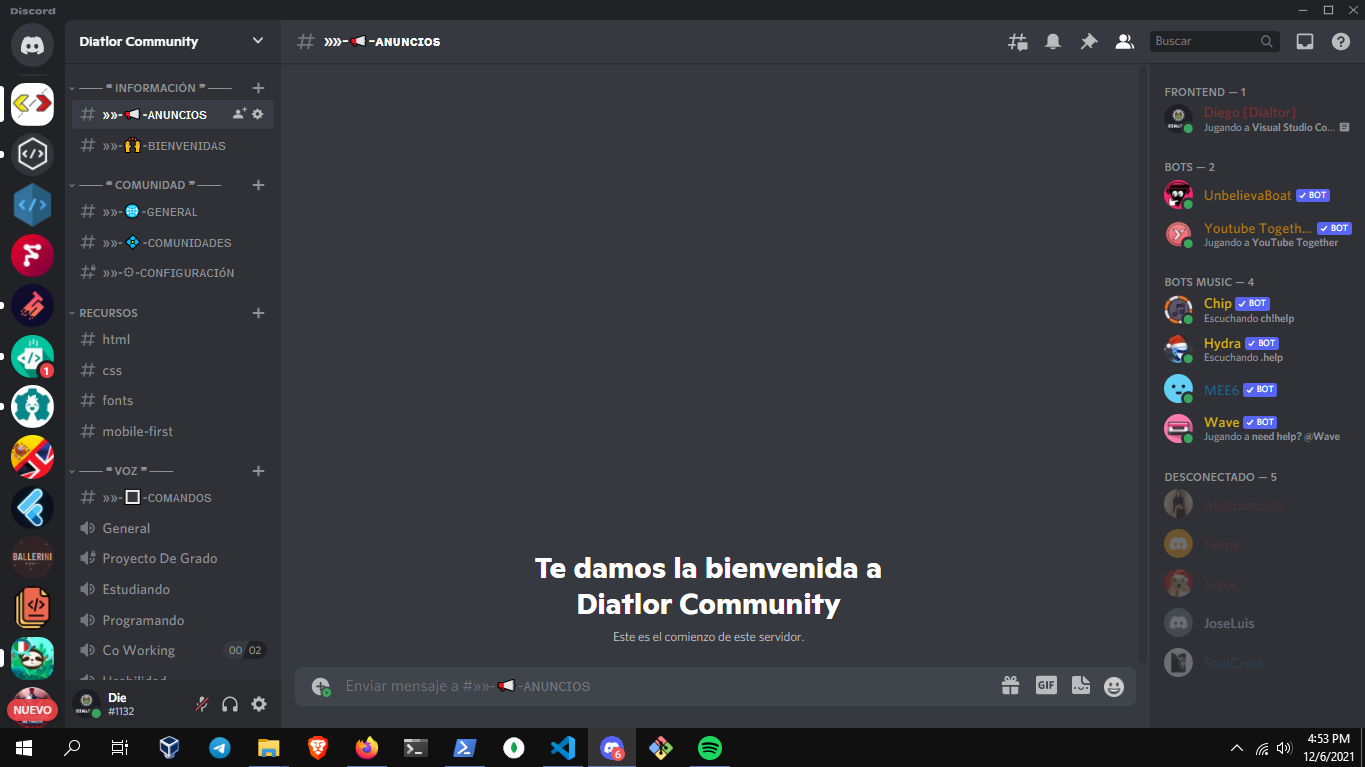 Discord
Diatlor Community
»»-📢-ANUNCIOS
Buscar
—— ❝ INFORMACIÓN ❞ ——
»»-📢-ANUNCIOS
»»-🙌-BIENVENIDAS
—— ❝ COMUNIDAD ❞ ——
»»-🌐-GENERAL
»»-💠-COMUNIDADES
»»-⚙-CONFIGURACIóN
RECURSOS
html
css
fonts
mobile-first
—— ❝ VOZ ❞ ——
»»-🔲-COMANDOS
General
Proyecto De Grado
Estudiando
Programando
Co Working
00 02
1
BALLERINI
NUEVO
Die
#1132
Te damos la bienvenida a
Diatlor Community
Este es el comienzo de este servidor.
Enviar mensaje a #»»-📢-ANUNCIOS
GIF
FRONTEND — 1
Diego [Dialtor]
Jugando a Visual Studio Co...
BOTS — 2
UnbelievaBoat ✓ BOT
Youtube Togeth... ✓ BOT
Jugando a YouTube Together
BOTS MUSIC — 4
Chip ✓ BOT
Escuchando ch!help
Hydra ✓ BOT
Escuchando .help
MEE6 ✓ BOT
Wave ✓ BOT
Jugando a need help? @Wave
DESCONECTADO — 5
Felipe
JoseLuis
SoulCrack
6
4:53 PM
12/6/2021